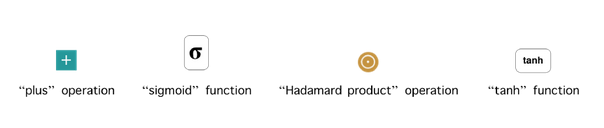 +
σ
tanh
“plus” operation
“sigmoid” function
“Hadamard product” operation
“tanh” function